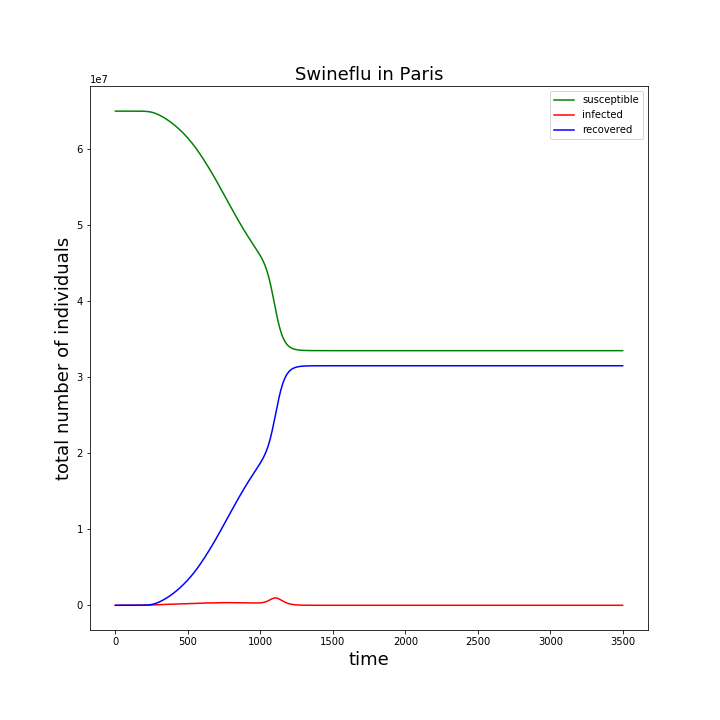 Swineflu in Paris
1e7
susceptible
infected
recovered
6
5
4
3
2
1
0
total number of individuals
0 500 1000 1500 2000 2500 3000 3500
time